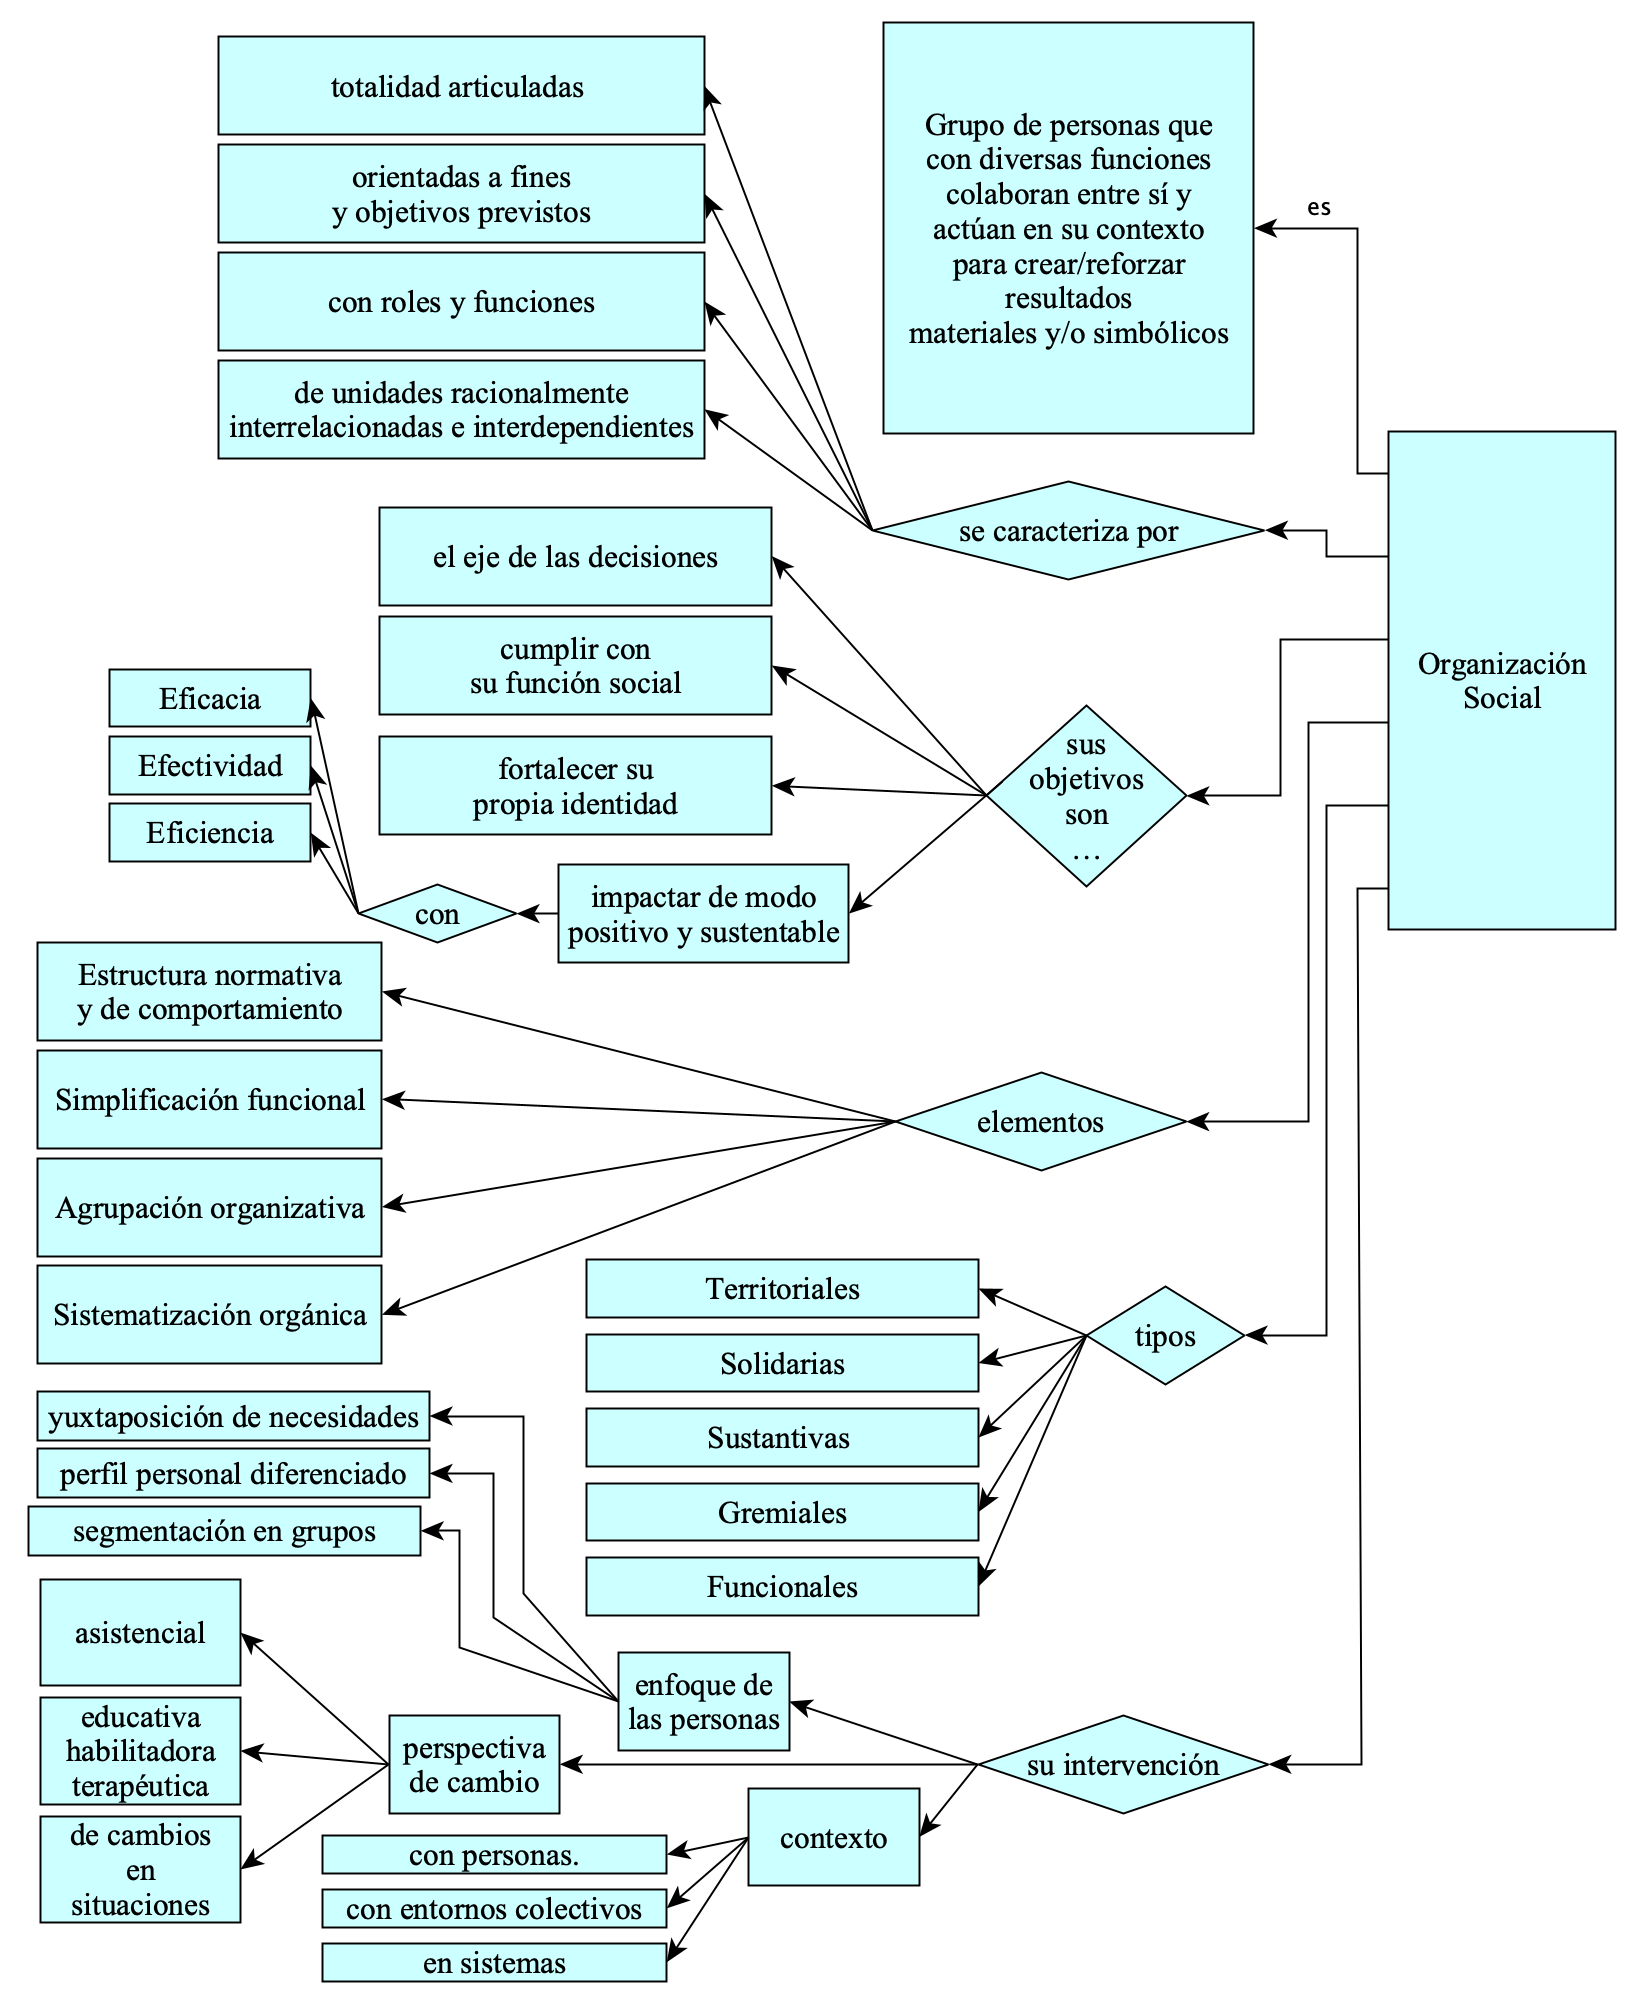 totalidad articuladas
orientadas a fines
y objetivos previstos
con roles y funciones
de unidades racionalmente
interrelacionadas e interdependientes
Grupo de personas que
con diversas funciones
colaboran entre sí y
actúan en su contexto
para crear/reforzar
resultados
materiales y/o simbólicos
es
se caracteriza por
Organización
Social
el eje de las decisiones
cumplir con
su función social
fortalecer su
propia identidad
impactar de modo
positivo y sustentable
sus
objetivos
son
…
con
Eficacia
Efectividad
Eficiencia
Estructura normativa
y de comportamiento
Simplificación funcional
Agrupación organizativa
Sistematización orgánica
elementos
Territoriales
Solidarias
Sustantivas
Gremiales
Funcionales
tipos
yuxtaposición de necesidades
perfil personal diferenciado
segmentación en grupos
enfoque de
las personas
asistencial
educativa
habilitadora
terapéutica
de cambios
en
situaciones
perspectiva
de cambio
su intervención
contexto
con personas.
con entornos colectivos
en sistemas